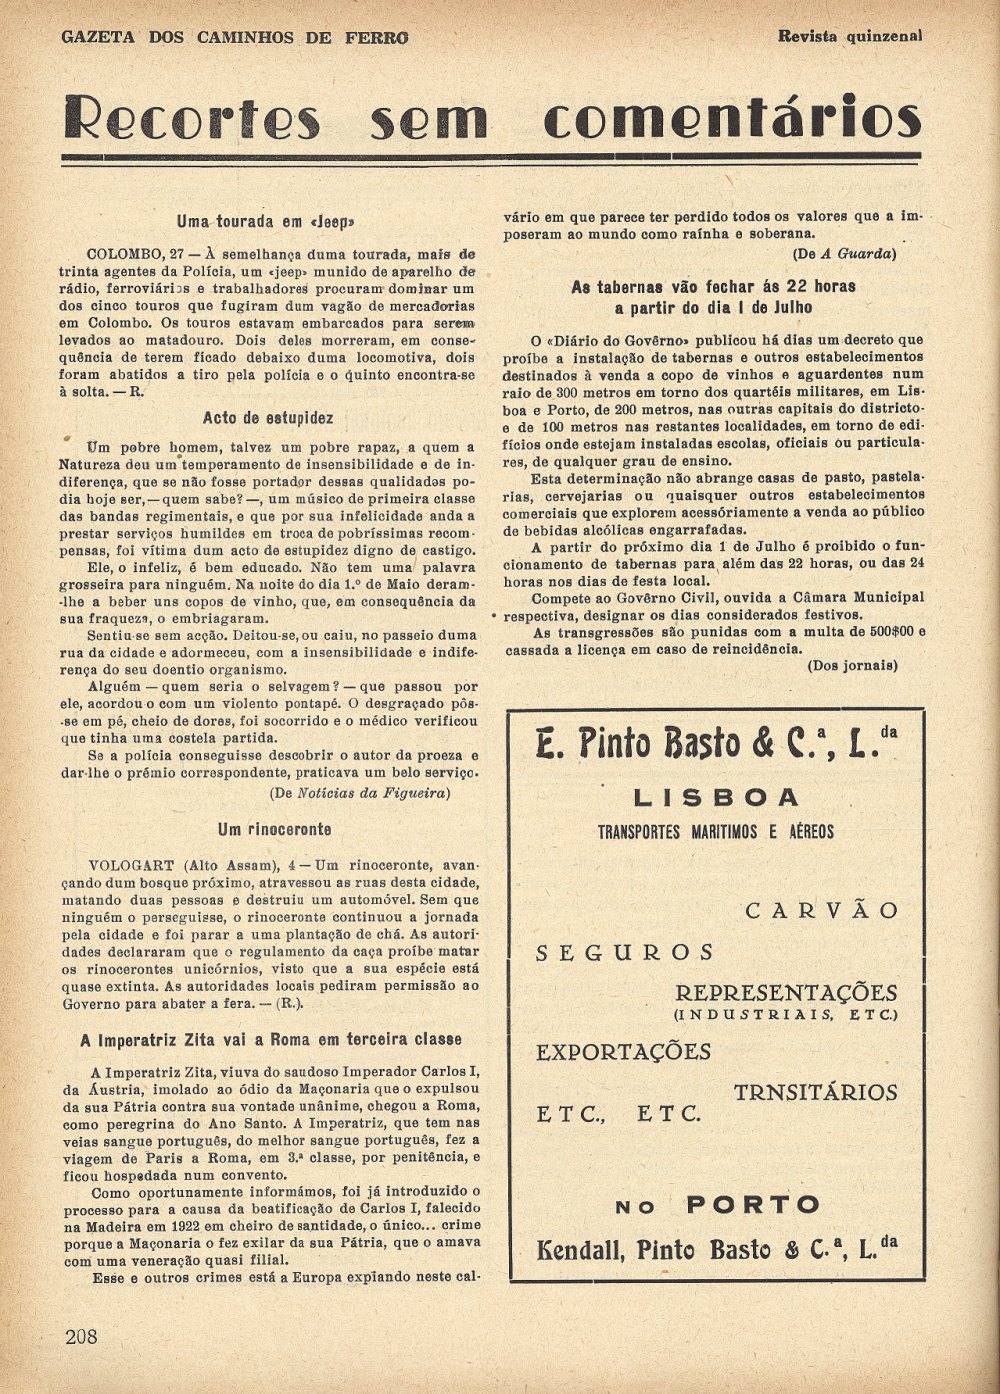 GAZETA DOS CAMINHOS DE FERRO
Revista quinzenal
Recortes sem comentários
Uma tourada em «Jeep»
COLOMBO, 27 — À semelhança duma tourada, mais de
trinta agentes da Polícia, um «jeep» munido de aparelho de
rádio, ferroviários e trabalhadores procuram dominar um
dos cinco touros que fugiram dum vagão de mercadorias
em Colombo. Os touros estavam embarcados para serem
levados ao matadouro. Dois deles morreram, em conse-
quência de terem ficado debaixo duma locomotiva, dois
foram abatidos a tiro pela polícia e o quinto encontra-se
à solta. — R.
Acto de estupidez
Um pobre homem, talvez um pobre rapaz, a quem a
Natureza deu um temperamento de insensibilidade e de in-
diferença, que se não fosse portador dessas qualidades po-
dia hoje ser, — quem sabe? —, um músico de primeira classe
das bandas regimentais, e que por sua infelicidade anda a
prestar serviços humildes em troca de pobríssimas recom-
pensas, foi vítima dum acto de estupidez digno de castigo.
Ele, o infeliz, é bem educado. Não tem uma palavra
grosseira para ninguém. Na noite do dia 1.º de Maio deram-
-lhe a beber uns copos de vinho, que, em consequência da
sua fraqueza, o embriagaram.
Sentiu-se sem acção. Deitou-se, ou caiu, no passeio duma
rua da cidade e adormeceu, com a insensibilidade e indife-
rença do seu doentio organismo.
Alguém — quem seria o selvagem? — que passou por
ele, acordou o com um violento pontapé. O desgraçado pôs-
-se em pé, cheio de dores, foi socorrido e o médico verificou
que tinha uma costela partida.
Se a polícia conseguisse descobrir o autor da proeza e
dar-lhe o prémio correspondente, praticava um belo serviço.
(De Notícias da Figueira)
Um rinoceronte
VOLOGART (Alto Assam), 4 — Um rinoceronte, avan-
çando dum bosque próximo, atravessou as ruas desta cidade,
matando duas pessoas e destruiu um automóvel. Sem que
ninguém o perseguisse, o rinoceronte continuou a jornada
pela cidade e foi parar a uma plantação de chá. As autori-
dades declararam que o regulamento da caça proíbe matar
os rinocerontes unicórnios, visto que a sua espécie está
quase extinta. As autoridades locais pediram permissão ao
Governo para abater a fera. — (R.).
A Imperatriz Zita vai a Roma em terceira classe
A Imperatriz Zita, viuva do saudoso Imperador Carlos I,
da Áustria, imolado ao ódio da Maçonaria que o expulsou
da sua Pátria contra sua vontade unânime, chegou a Roma,
como peregrina do Ano Santo. A Imperatriz, que tem nas
veias sangue português, do melhor sangue português, fez a
viagem de Paris a Roma, em 3.ª classe, por penitência, e
ficou hospedada num convento.
Como oportunamente informámos, foi já introduzido o
processo para a causa da beatificação de Carlos I, falecido
na Madeira em 1922 em cheiro de santidade, o único... crime
porque a Maçonaria o fez exilar da sua Pátria, que o amava
com uma veneração quasi filial.
Esse e outros crimes está a Europa expiando neste cal-
vário em que parece ter perdido todos os valores que a im-
poseram ao mundo como raínha e soberana.
(De A Guarda)
As tabernas vão fechar ás 22 horas
a partir do dia 1 de Julho
O «Diário do Govêrno» publicou há dias um decreto que
proíbe a instalação de tabernas e outros estabelecimentos
destinados à venda a copo de vinhos e aguardentes num
raio de 300 metros em torno dos quartéis militares, em Lis-
boa e Porto, de 200 metros, nas outras capitais do districto
e de 100 metros nas restantes localidades, em torno de edi-
fícios onde estejam instaladas escolas, oficiais ou particula-
res, de qualquer grau de ensino.
Esta determinação não abrange casas de pasto, pastela-
rias, cervejarias ou quaisquer outros estabelecimentos
comerciais que explorem acessóriamente a venda ao público
de bebidas alcólicas engarrafadas.
A partir do próximo dia 1 de Julho é proibido o fun-
cionamento de tabernas para além das 22 horas, ou das 24
horas nos dias de festa local.
Compete ao Govêrno Civil, ouvida a Câmara Municipal
respectiva, designar os dias considerados festivos.
As transgressões são punidas com a multa de 500$00 e
cassada a licença em caso de reincidência.
(Dos jornais)
E. Pinto Basto & C.ª, L.da
LISBOA
TRANSPORTES MARITIMOS E AÉREOS
CARVÃO
SEGUROS
REPRESENTAÇÕES
(INDUSTRIAIS, ETC.)
EXPORTAÇÕES
TRNSITÁRIOS
ETC., ETC.
NO PORTO
Kendall, Pinto Basto & C.ª, L.da
208